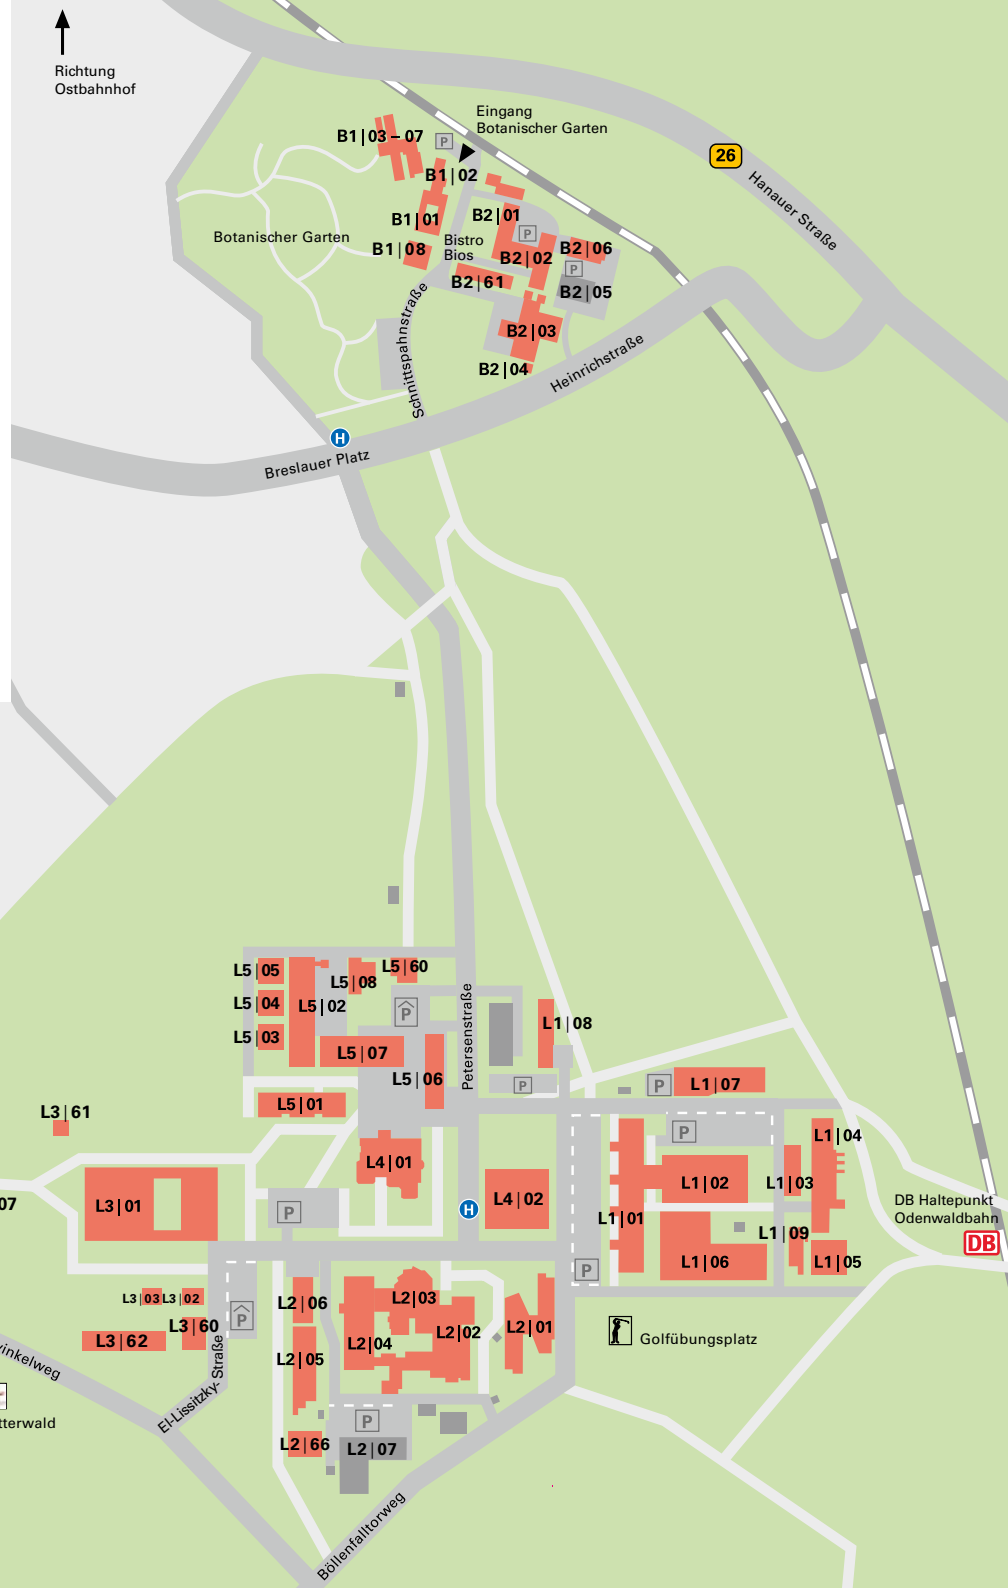 Richtung
Ostbahnhof
Eingang
Botanischer Garten
B1|03 – 07
P
B1|02
26
Hanauer Straße
B1|01
B2|01
P
Botanischer Garten
B1|08
Bistro
Bios
B2|02
B2|06
P
B2|61
B2|05
Schnittspahnstraße
B2|03
B2|04
Heinrichstraße
H
Breslauer Platz
L5|05
L5|60
L5|08
L5|04
L5|02
P
Petersenstraße
L5|03
L1|08
L5|07
L5|06
P
P
L1|07
L5|01
L3|61
P
L1|04
L4|01
L1|02
L1|03
07
L3|01
L4|02
P
H
L1|01
DB Haltepunkt
Odenwaldbahn
DB
L1|09
L1|06
L1|05
P
L3|03
L3|02
L2|06
L2|03
P
L3|60
L2|02
L2|01
L3|62
L2|04
Golfübungsplatz
L2|05
inkelweg
El-Lissitzky-Straße
tterwald
P
L2|66
L2|07
Böllenfalltorweg